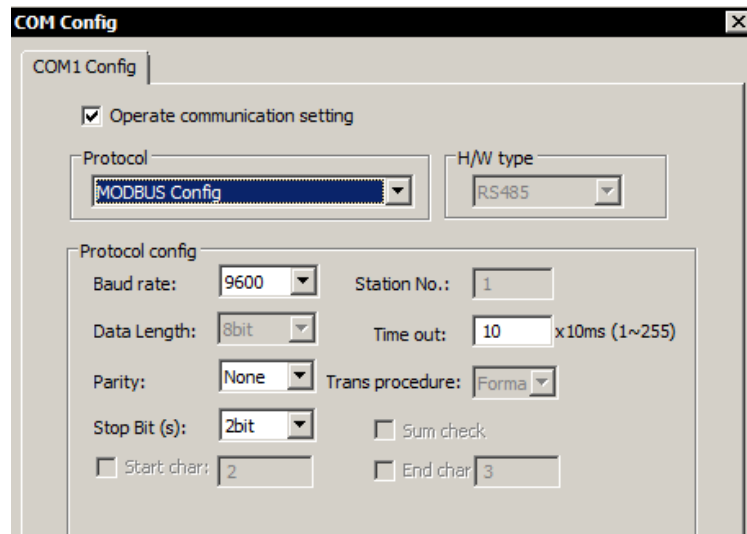 COM Config
COM1 Config
Operate communication setting
Protocol
H/W type
MODBUS Config
RS485
Protocol config
Baud rate: 9600 Station No.: 1
Data Length: 8bit Time out: 10 x10ms (1~255)
Parity: None Trans procedure: Forma
Stop Bit (s): 2bit Sum check
Start char: 2 End char 3